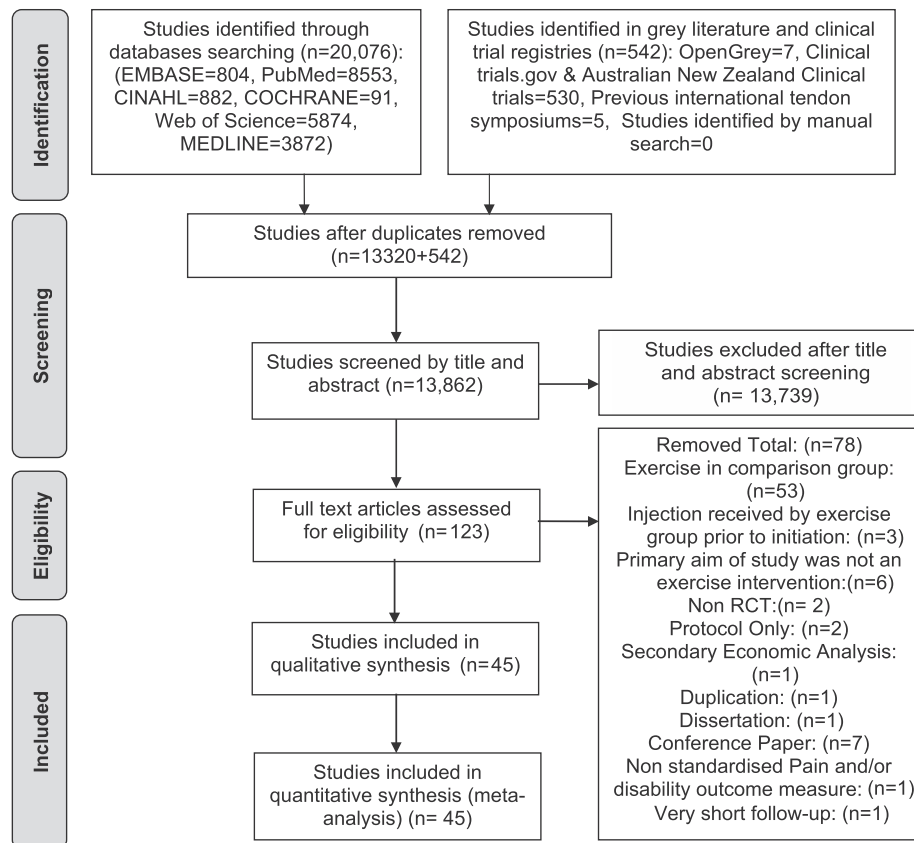 Identification
Studies identified through
databases searching (n=20,076):
(EMBASE=804, PubMed=8553,
CINAHL=882, COCHRANE=91,
Web of Science=5874,
MEDLINE=3872)
Studies identified in grey literature and clinical
trial registries (n=542): OpenGrey=7, Clinical
trials.gov & Australian New Zealand Clinical
trials=530, Previous international tendon
symposiums=5, Studies identified by manual
search=0
Screening
Studies after duplicates removed
(n=13320+542)
Studies screened by title and
abstract (n=13,862)
Studies excluded after title
and abstract screening
(n= 13,739)
Eligibility
Full text articles assessed
for eligibility (n=123)
Removed Total: (n=78)
Exercise in comparison group:
(n=53)
Injection received by exercise
group prior to initiation: (n=3)
Primary aim of study was not an
exercise intervention:(n=6)
Non RCT:(n= 2)
Protocol Only: (n=2)
Secondary Economic Analysis:
(n=1)
Duplication: (n=1)
Dissertation: (n=1)
Conference Paper: (n=7)
Non standardised Pain and/or
disability outcome measure: (n=1)
Very short follow-up: (n=1)
Included
Studies included in
qualitative synthesis (n=45)
Studies included in
quantitative synthesis (meta-
analysis) (n= 45)